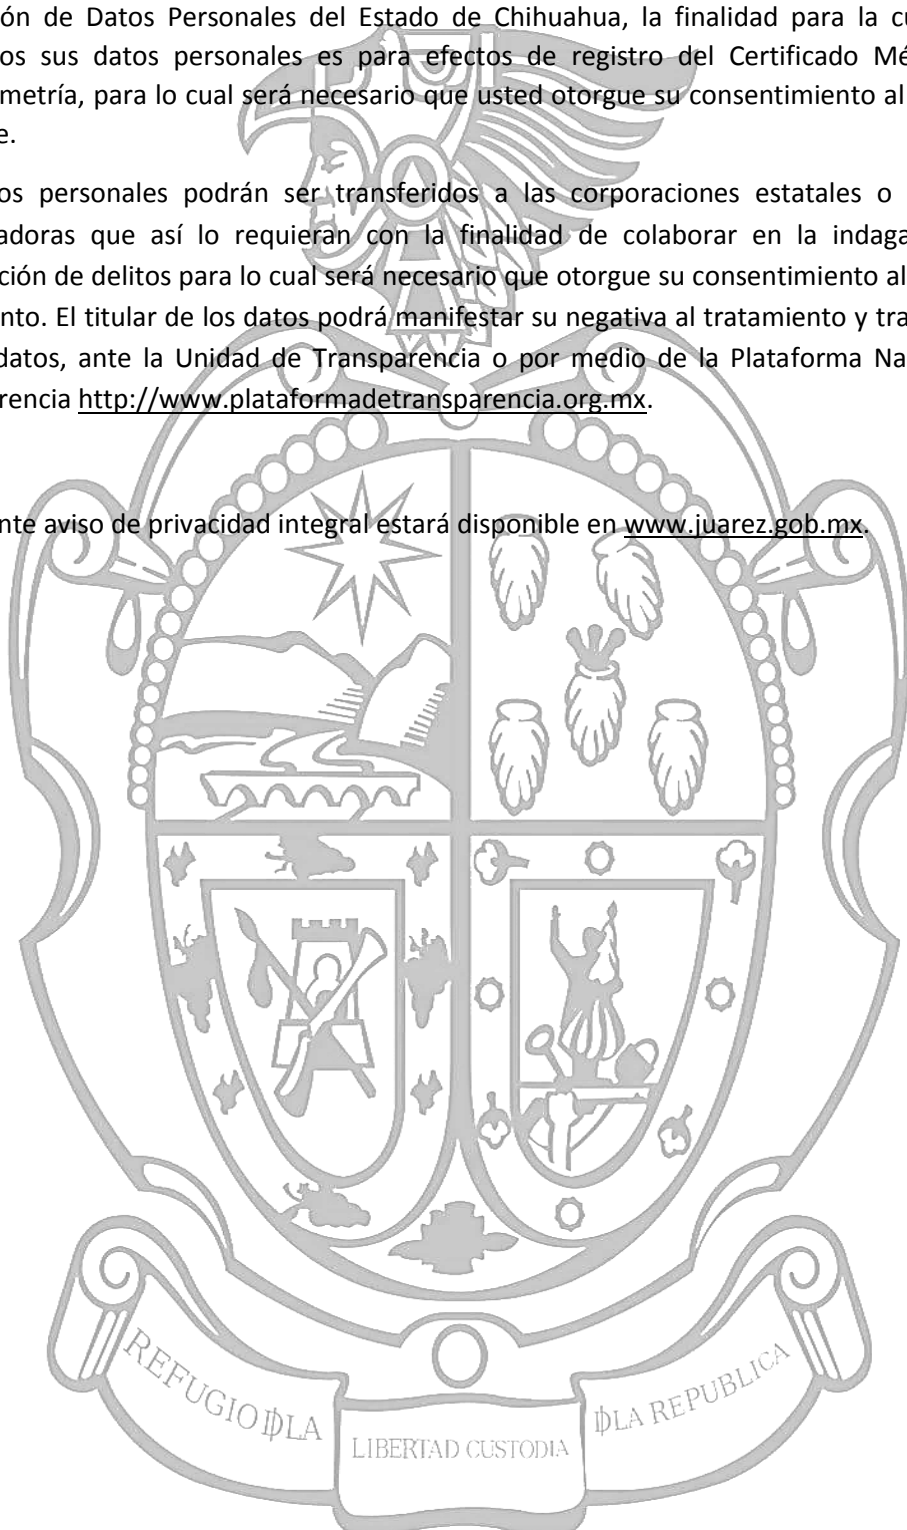 ón de Datos Personales del Estado de Chihuahua, la finalidad para la cu
os sus datos personales es para efectos de registro del Certificado Mé
metría, para lo cual será necesario que usted otorgue su consentimiento al
e.
os personales podrán ser transferidos a las corporaciones estatales o
adoras que así lo requieran con la finalidad de colaborar en la indaga
ción de delitos para lo cual será necesario que otorgue su consentimiento al
nto. El titular de los datos podrá manifestar su negativa al tratamiento y tra
datos, ante la Unidad de Transparencia o por medio de la Plataforma Na
rencia http://www.plataformadetransparencia.org.mx.
nte aviso de privacidad integral estará disponible en www.juarez.gob.mx.
REFUGIO DLA
LIBERTAD CUSTODIA
DLA REPUBLICA